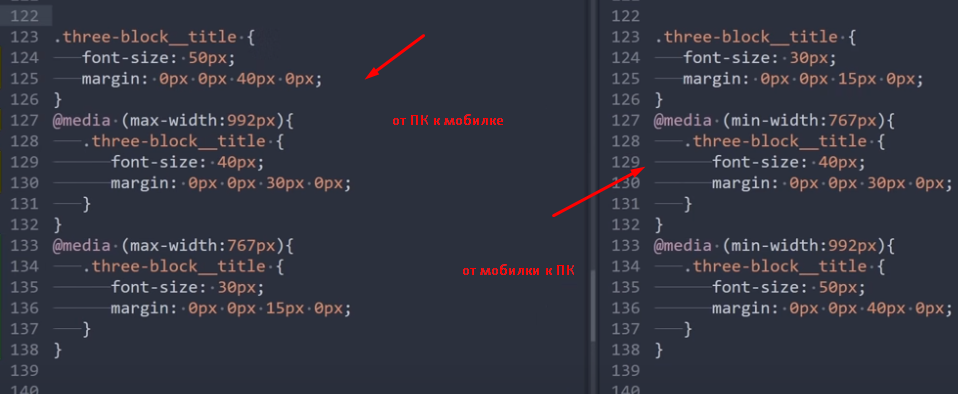 122
123 .three-block__title {
124 font-size: 50px;
125 margin: 0px 0px 40px 0px;
126 }
127 @media (max-width:992px){
128 .three-block__title {
129 font-size: 40px;
130 margin: 0px 0px 30px 0px;
131 }
132 }
133 @media (max-width:767px){
134 .three-block__title {
135 font-size: 30px;
136 margin: 0px 0px 15px 0px;
137 }
138 }
139
от ПК к мобилке
от мобилки к ПК
122
123 .three-block__title {
124 font-size: 30px;
125 margin: 0px 0px 15px 0px;
126 }
127 @media (min-width:767px){
128 .three-block__title {
129 font-size: 40px;
130 margin: 0px 0px 30px 0px;
131 }
132 }
133 @media (min-width:992px){
134 .three-block__title {
135 font-size: 50px;
136 margin: 0px 0px 40px 0px;
137 }
138 }
139